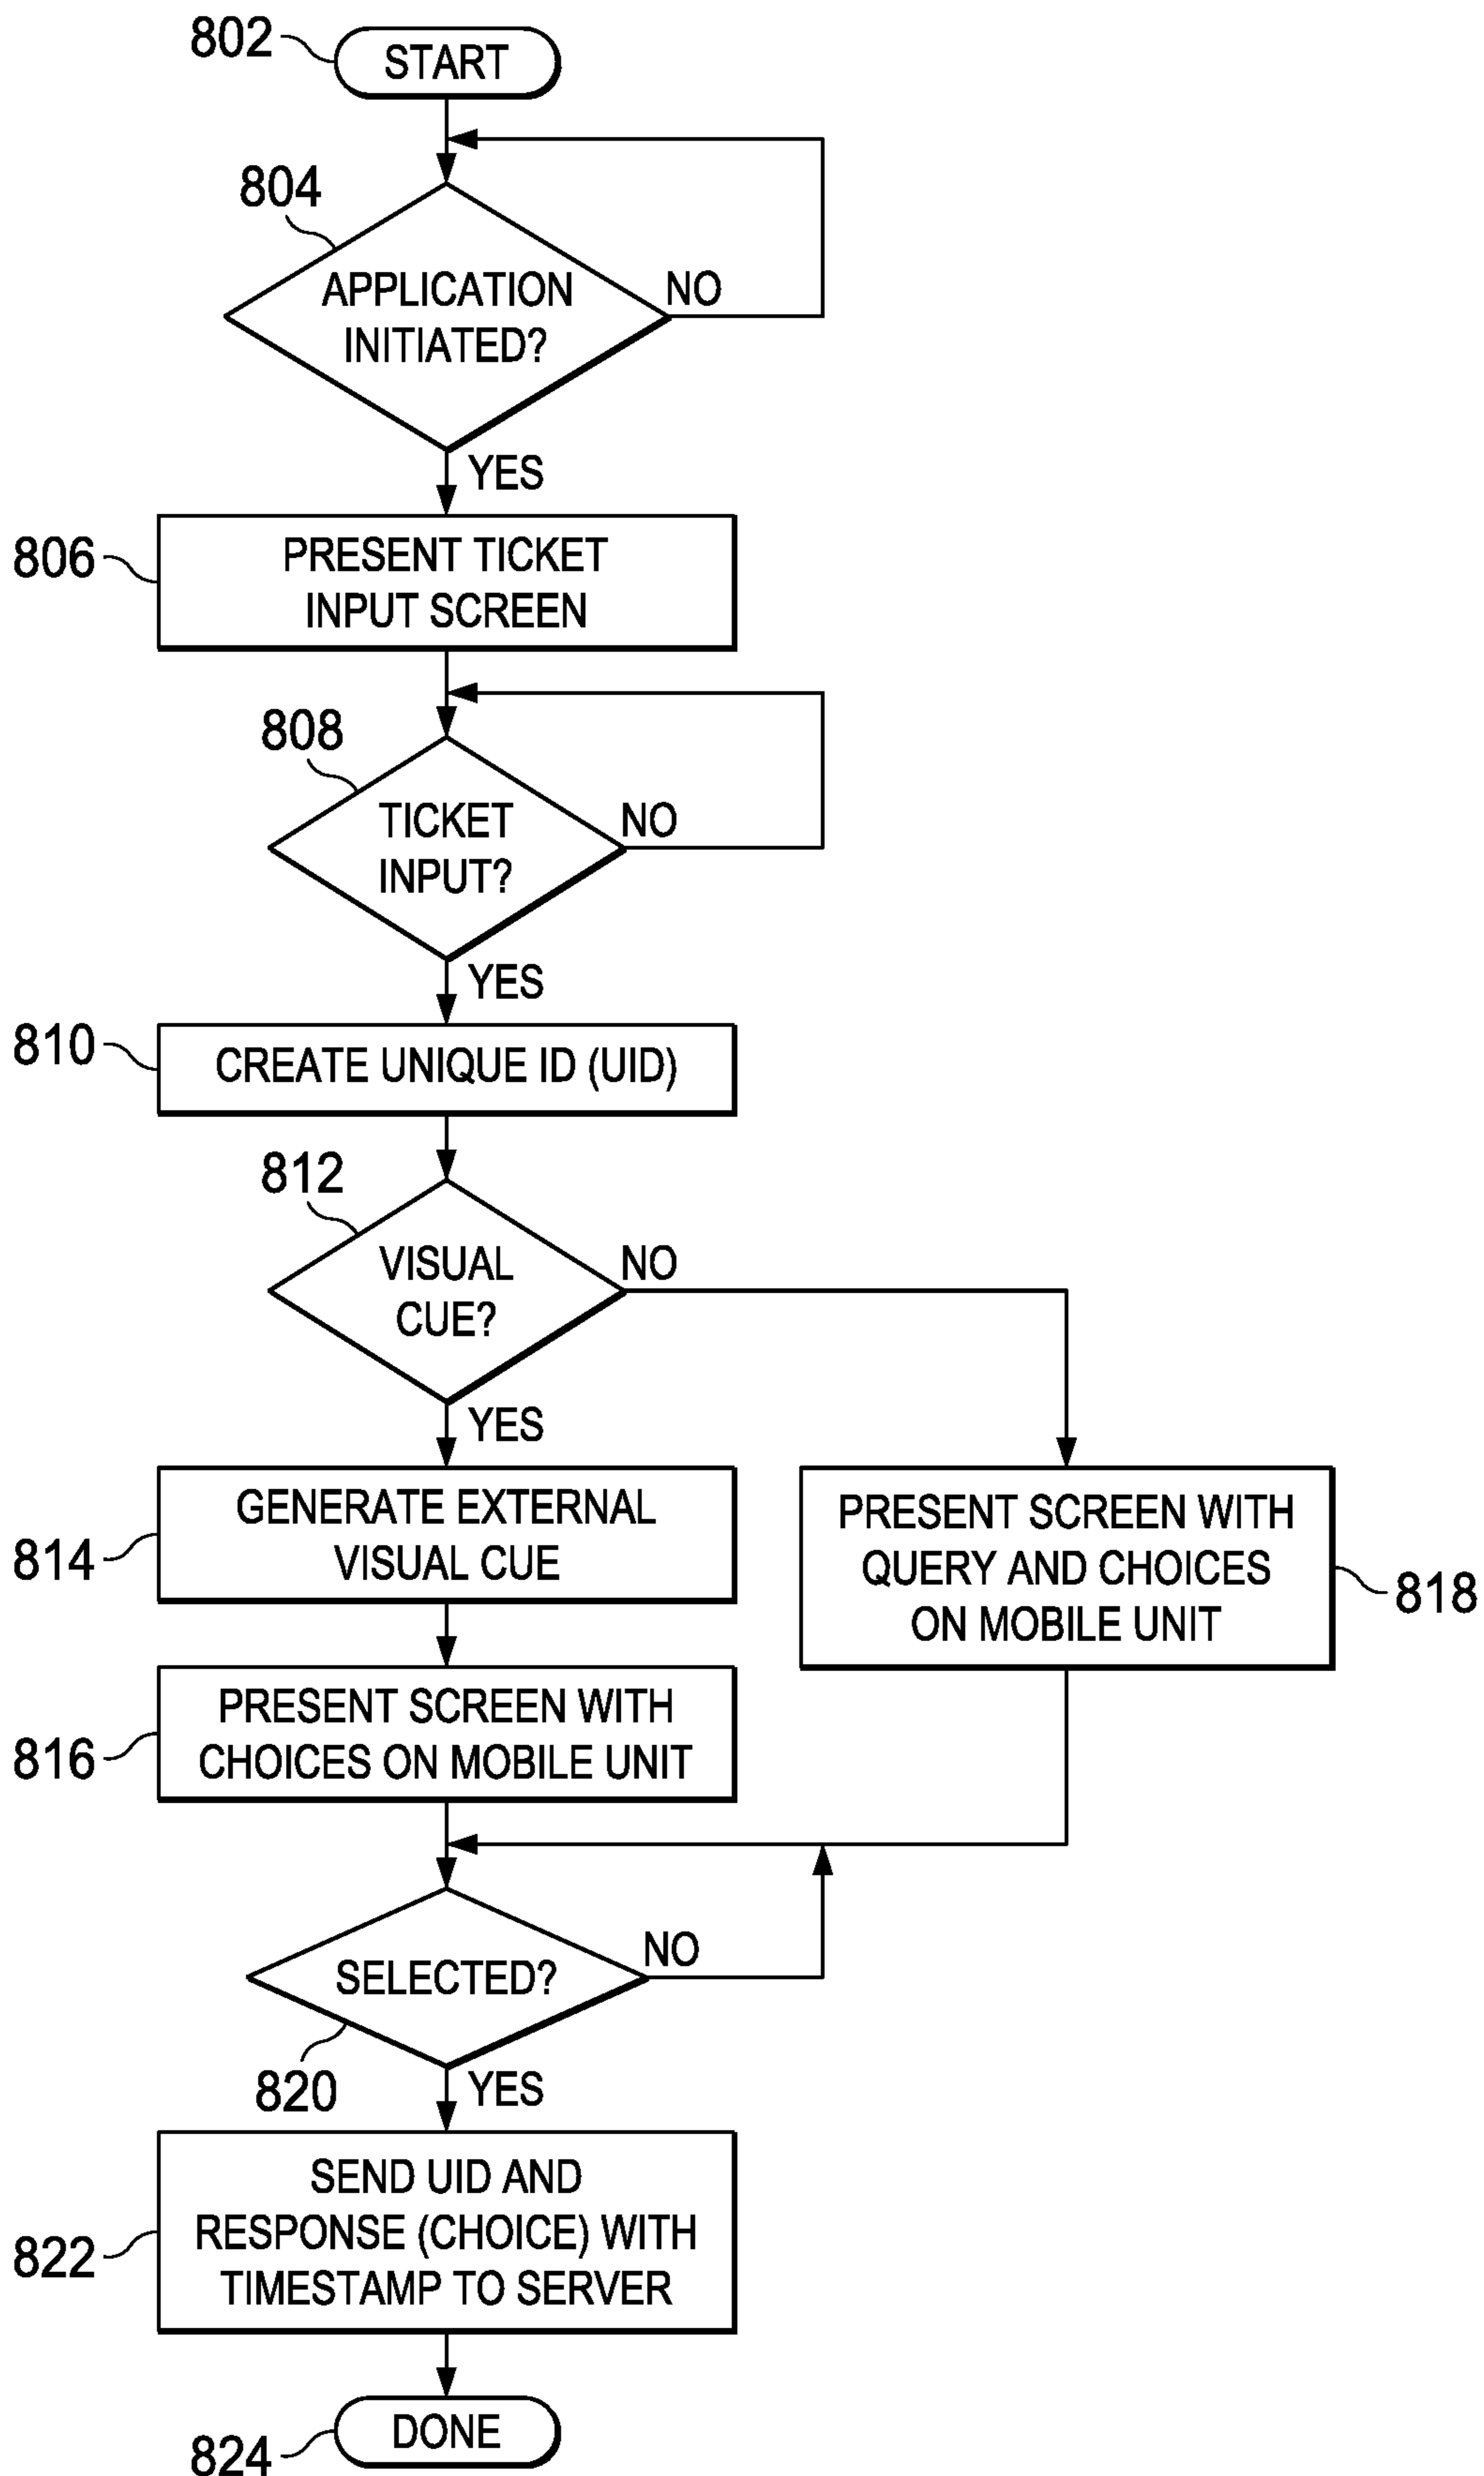 802
START
804
APPLICATION
INITIATED?
NO
YES
806
PRESENT TICKET
INPUT SCREEN
808
TICKET
INPUT?
NO
YES
810
CREATE UNIQUE ID (UID)
812
VISUAL
CUE?
NO
YES
814
GENERATE EXTERNAL
VISUAL CUE
816
PRESENT SCREEN WITH
CHOICES ON MOBILE UNIT
PRESENT SCREEN WITH
QUERY AND CHOICES
ON MOBILE UNIT
818
SELECTED?
NO
820
YES
822
SEND UID AND
RESPONSE (CHOICE) WITH
TIMESTAMP TO SERVER
824
DONE